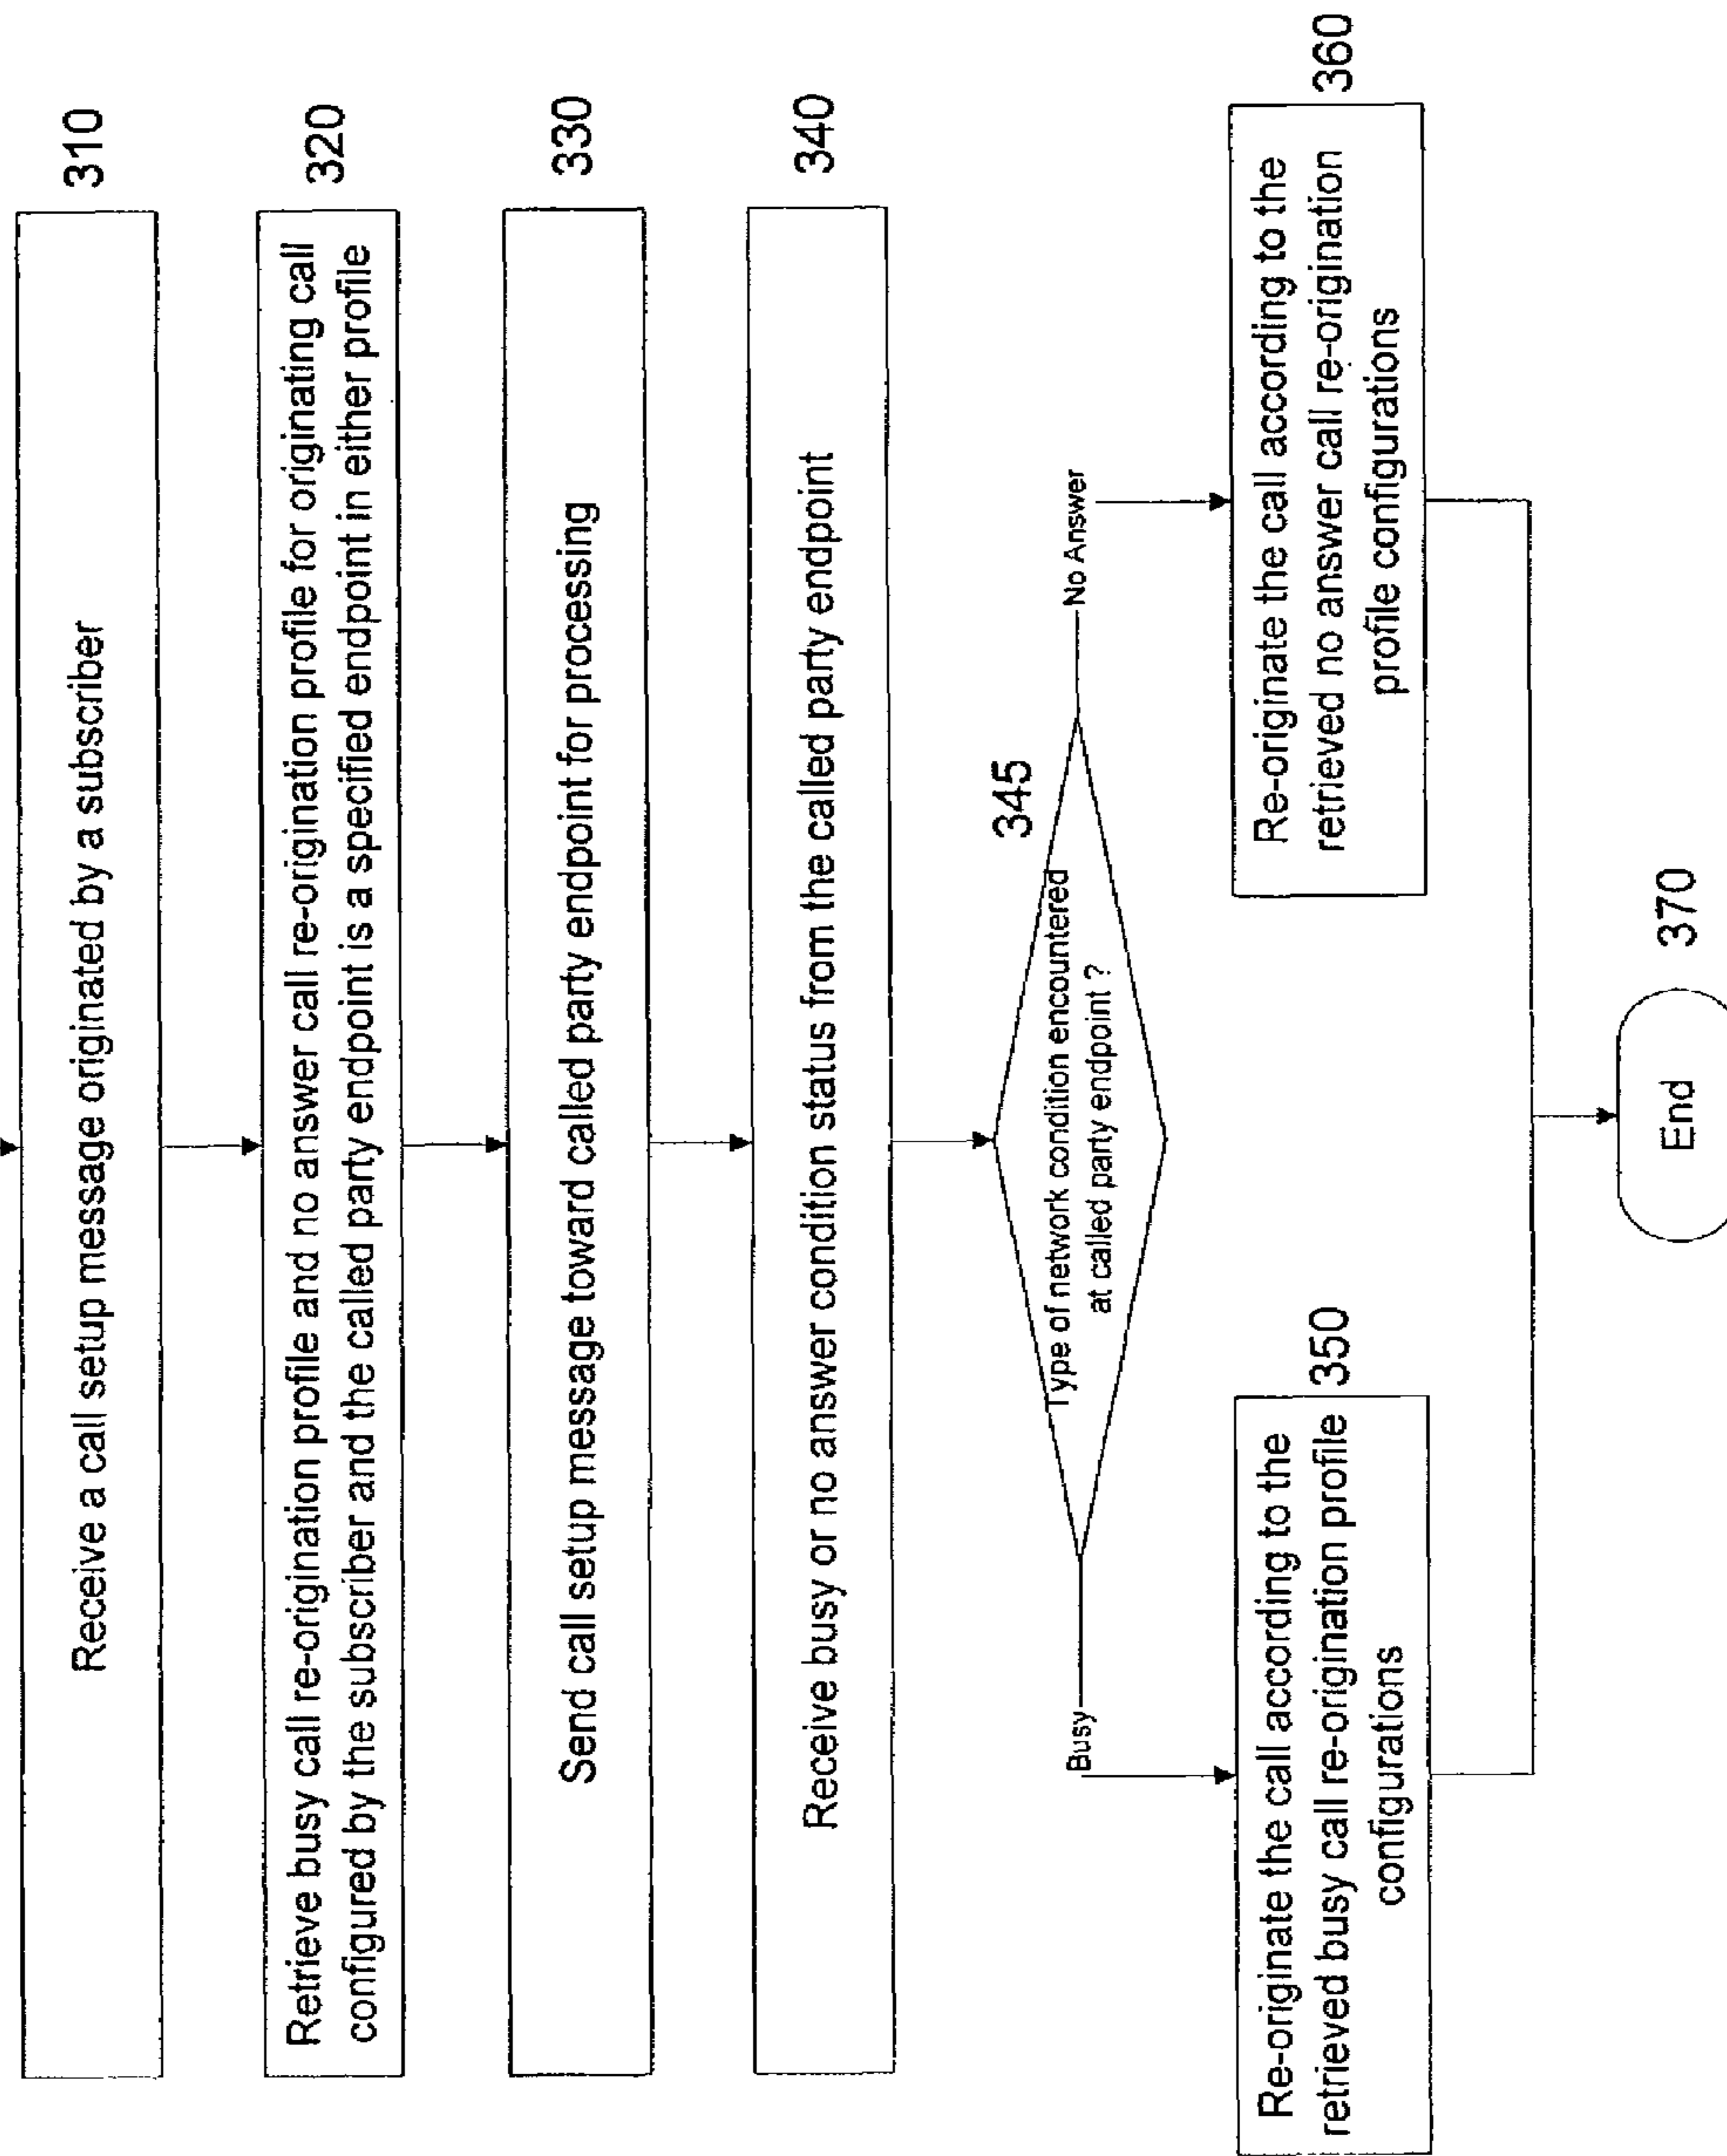 Receive a call setup message originated by a subscriber
310
Retrieve busy call re-origination profile and no answer call re-origination profile for originating call
configured by the subscriber and the called party endpoint is a specified endpoint in either profile
320
Send call setup message toward called party endpoint for processing
330
Receive busy or no answer condition status from the called party endpoint
340
345
Type of network condition encountered
at called party endpoint ?
Busy
No Answer
Re-originate the call according to the
retrieved busy call re-origination profile
configurations
350
Re-originate the call according to the
retrieved no answer call re-origination
profile configurations
360
End
370